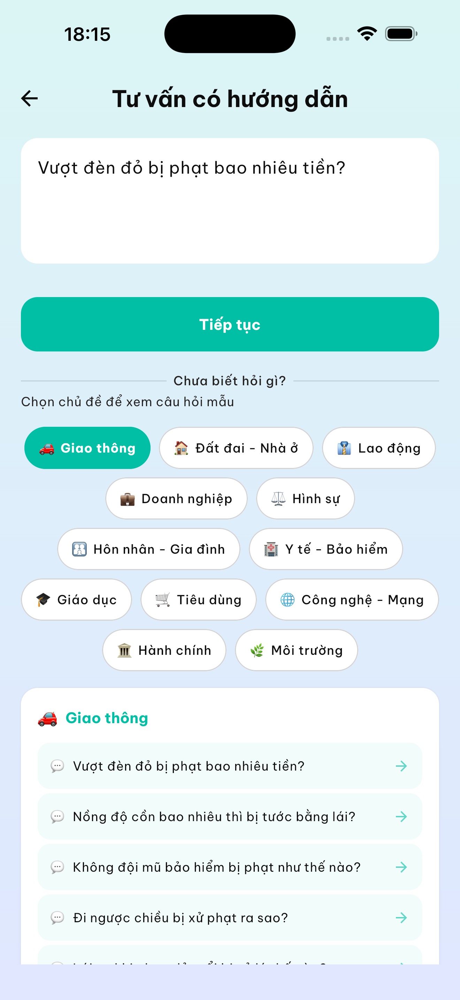 18:15
Tư vấn có hướng dẫn
Vượt đèn đỏ bị phạt bao nhiêu tiền?
Tiếp tục
Chưa biết hỏi gì?
Chọn chủ đề để xem câu hỏi mẫu
Giao thông
Đất đai - Nhà ở
Lao động
Doanh nghiệp
Hình sự
Hôn nhân - Gia đình
Y tế - Bảo hiểm
Giáo dục
Tiêu dùng
Công nghệ - Mạng
Hành chính
Môi trường
Giao thông
Vượt đèn đỏ bị phạt bao nhiêu tiền?
Nồng độ cồn bao nhiêu thì bị tước bằng lái?
Không đội mũ bảo hiểm bị phạt như thế nào?
Đi ngược chiều bị xử phạt ra sao?